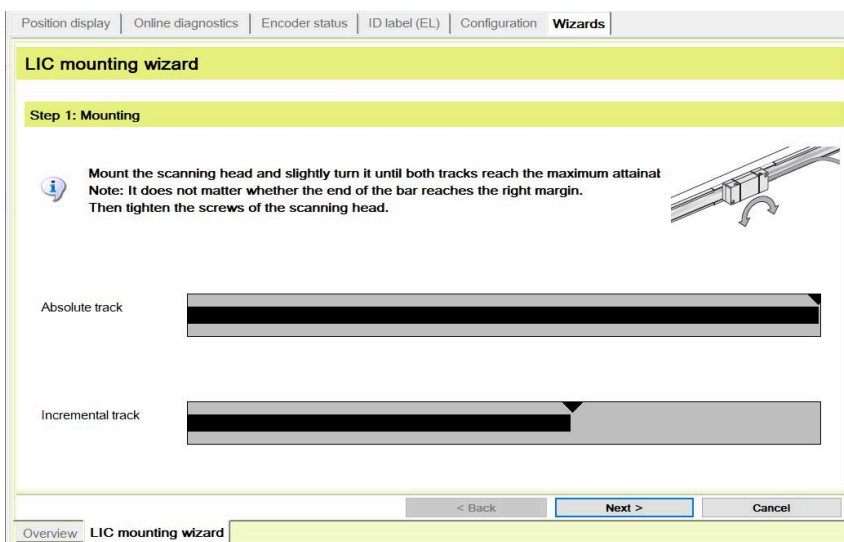 Position display Online diagnostics Encoder status ID label (EL) Configuration Wizards
LIC mounting wizard
Step 1: Mounting
Mount the scanning head and slightly turn it until both tracks reach the maximum
Note: It does not matter whether the end of the bar reaches the right margin.
Then tighten the screws of the scanning head.
Absolute track
Incremental track
< Back Next > Cancel
Overview LIC mounting wizard